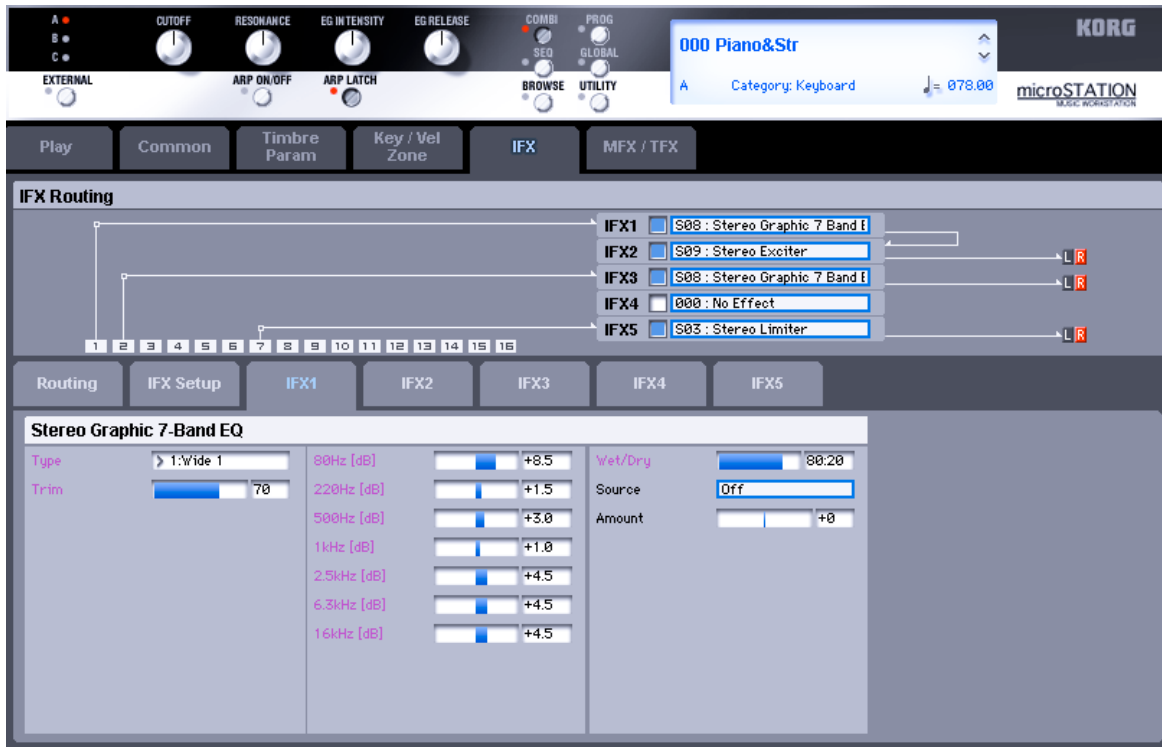 A
B
C
CUTOFF RESONANCE EG INTENSITY EG RELEASE
COMBI PROG
SEQ GLOBAL
BROWSE UTILITY
EXTERNAL ARP ON/OFF ARP LATCH
000 Piano&Str
A Category: Keyboard ♩= 078.00
KORG
microSTATION
MUSIC WORKSTATION
Play Common Timbre Param Key / Vel Zone IFX MFX / TFX
IFX Routing
IFX1 S08 : Stereo Graphic 7 Band E
IFX2 S09 : Stereo Exciter L R
IFX3 S08 : Stereo Graphic 7 Band E L R
IFX4 000 : No Effect
IFX5 S03 : Stereo Limiter L R
1 2 3 4 5 6 7 8 9 10 11 12 13 14 15 16
Routing IFX Setup IFX1 IFX2 IFX3 IFX4 IFX5
Stereo Graphic 7-Band EQ
Type > 1:Wide 1
Trim 70
80Hz [dB] +8.5
220Hz [dB] +1.5
500Hz [dB] +3.0
1kHz [dB] +1.0
2.5kHz [dB] +4.5
6.3kHz [dB] +4.5
16kHz [dB] +4.5
Wet/Dry 80:20
Source Off
Amount +0